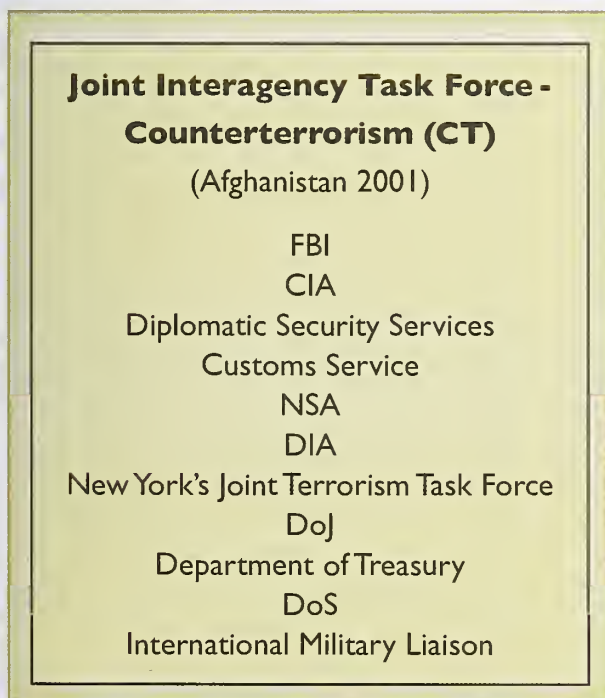 Joint Interagency Task Force -
Counterterrorism (CT)
(Afghanistan 2001)
FBI
CIA
Diplomatic Security Services
Customs Service
NSA
DIA
New York's Joint Terrorism Task Force
DoJ
Department of Treasury
DoS
International Military Liaison